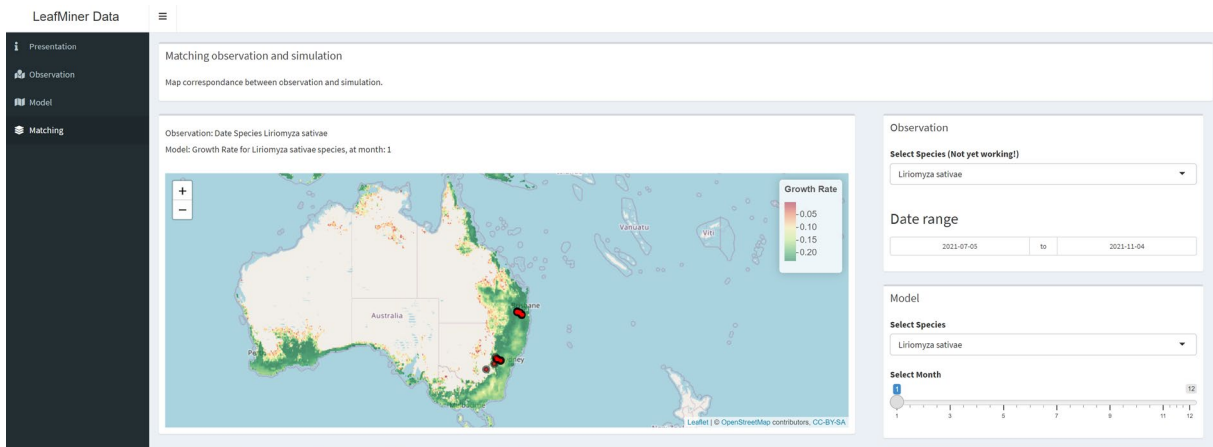 LeafMiner Data
Presentation
Observation
Model
Matching
Matching observation and simulation
Map correspondance between observation and simulation.
Observation: Date Species Liriomyza sativae
Model: Growth Rate for Liriomyza sativae species, at month: 1
+
−
Growth Rate
0.05
0.10
0.15
0.20
Vanuatu
Viti
Australia
Leaflet | © OpenStreetMap contributors, CC-BY-SA
Observation
Select Species (Not yet working!)
Liriomyza sativae
Date range
2021-07-05 to 2021-11-04
Model
Select Species
Liriomyza sativae
Select Month
1 12
1 3 5 7 9 11 12